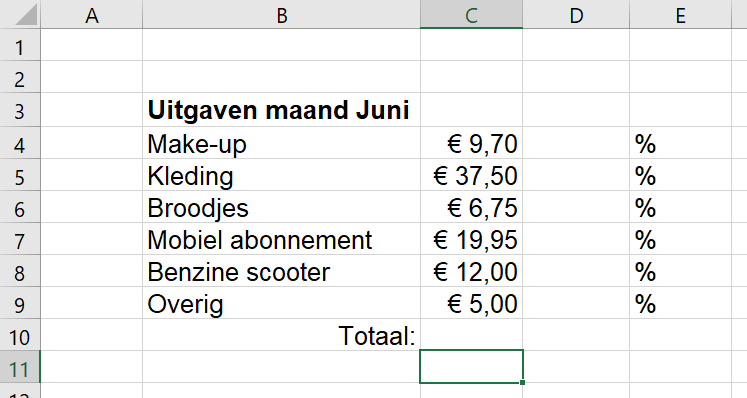 A B C D E
1
2
3 Uitgaven maand Juni
4 Make-up € 9,70 %
5 Kleding € 37,50 %
6 Broodjes € 6,75 %
7 Mobiel abonnement € 19,95 %
8 Benzine scooter € 12,00 %
9 Overig € 5,00 %
10 Totaal:
11